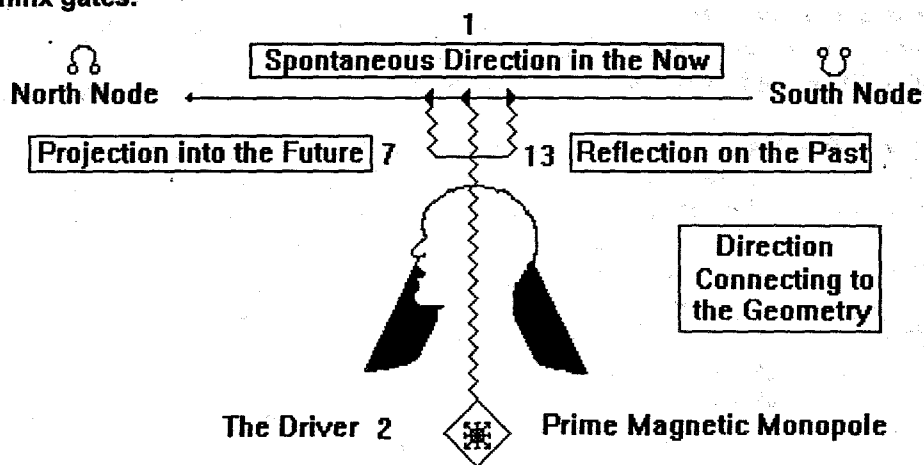 gates.
1
Spontaneous Direction in the Now
North Node
South Node
Projection into the Future 7
13 Reflection on the Past
Direction
Connecting to
the Geometry
The Driver 2
Prime Magnetic Monopole